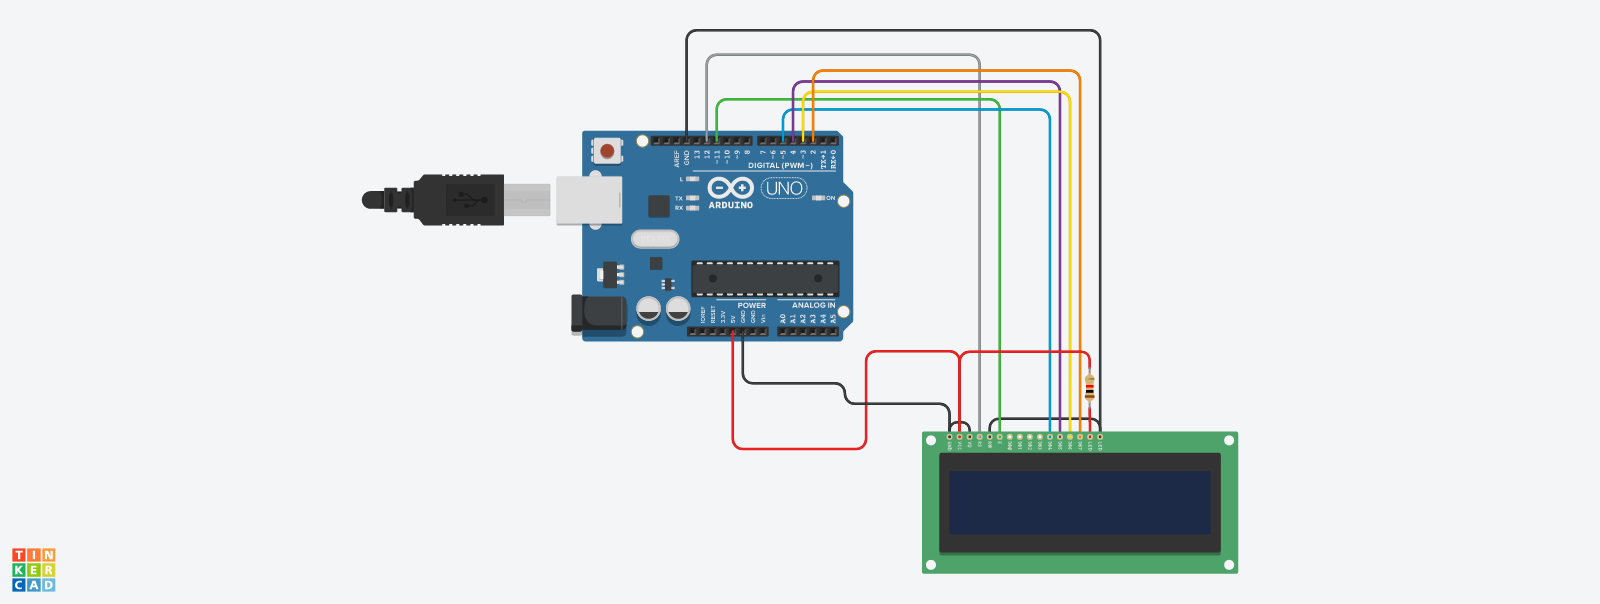 AREF
GND
13
12
~11
~10
~9
8
7
~6
~5
4
~3
2
TX→1
RX←0
DIGITAL (PWM~)
L
TX
RX
UNO
ARDUINO
ON
POWER
ANALOG IN
IOREF
RESET
3.3V
5V
GND
GND
Vin
A0
A1
A2
A3
A4
A5
TIN
KER
CAD